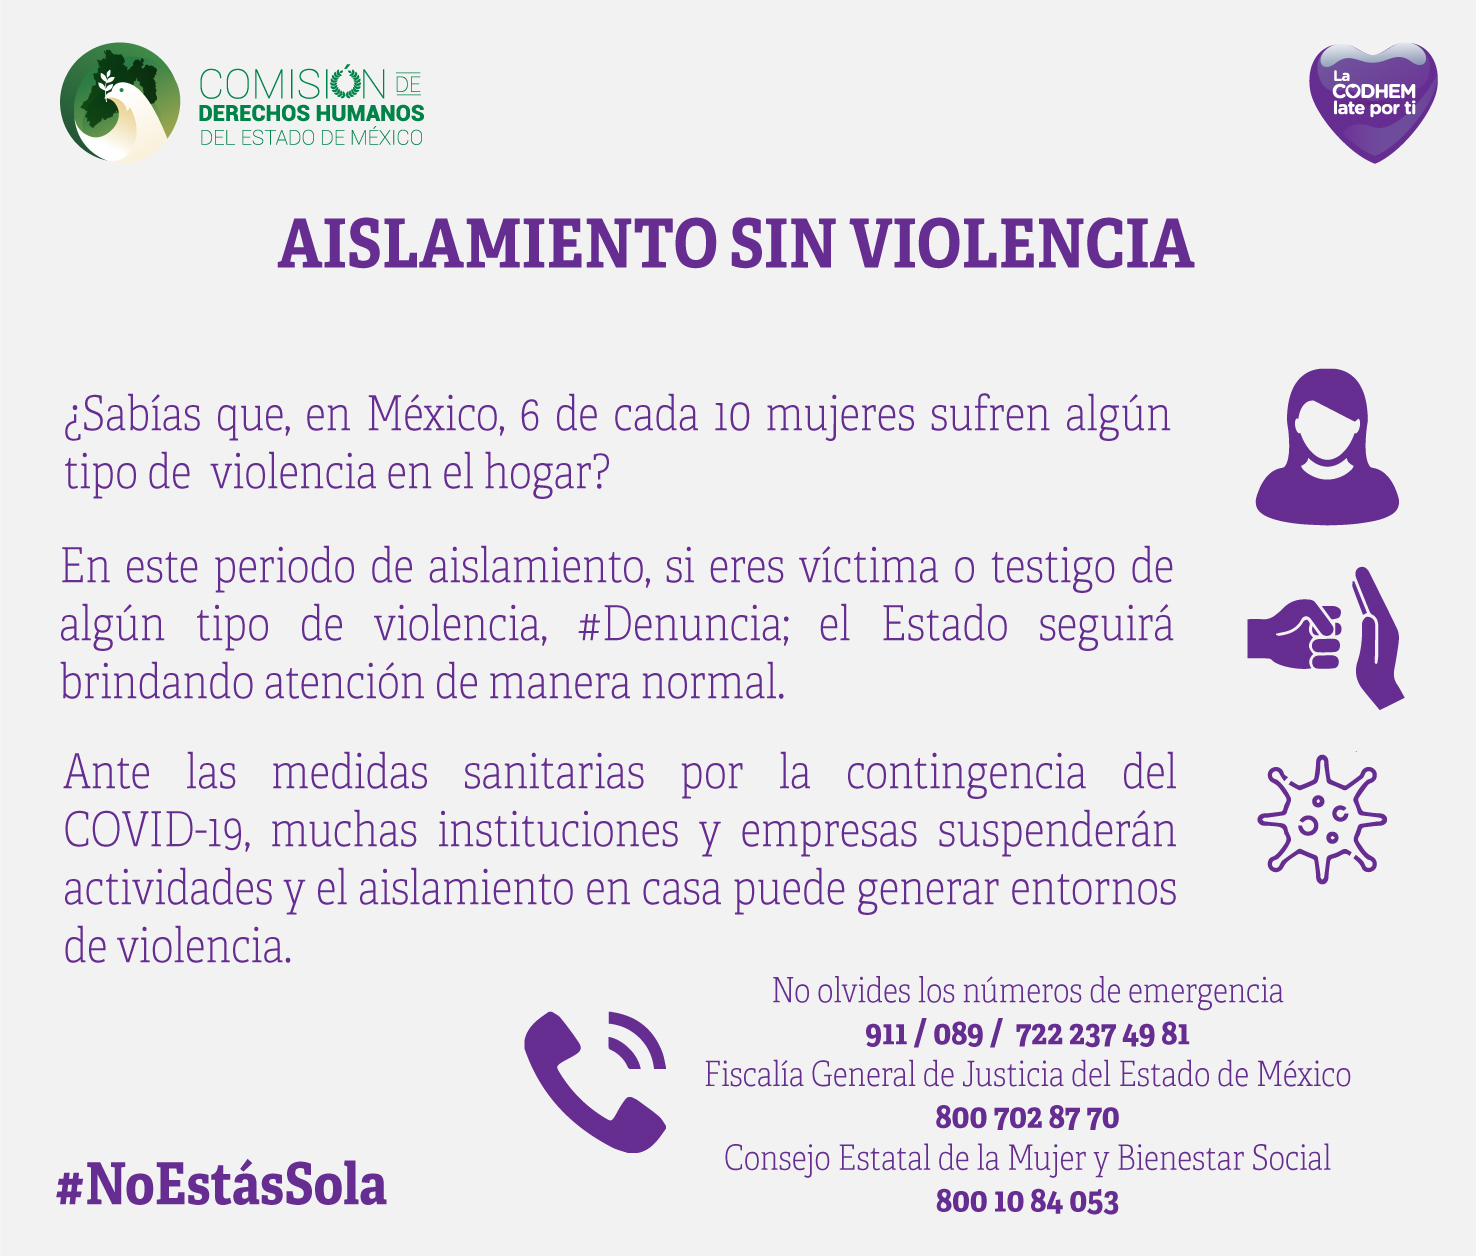 COMISIÓN DE
DERECHOS HUMANOS
DEL ESTADO DE MÉXICO
La
CODHEM
late por ti
AISLAMIENTO SIN VIOLENCIA
¿Sabías que, en México, 6 de cada 10 mujeres sufren algún
tipo de violencia en el hogar?
En este periodo de aislamiento, si eres víctima o testigo de
algún tipo de violencia, #Denuncia; el Estado seguirá
brindando atención de manera normal.
Ante las medidas sanitarias por la contingencia del
COVID-19, muchas instituciones y empresas suspenderán
actividades y el aislamiento en casa puede generar entornos
de violencia.
No olvides los números de emergencia
911 / 089 / 722 237 49 81
Fiscalía General de Justicia del Estado de México
800 702 87 70
Consejo Estatal de la Mujer y Bienestar Social
800 10 84 053
#NoEstásSola